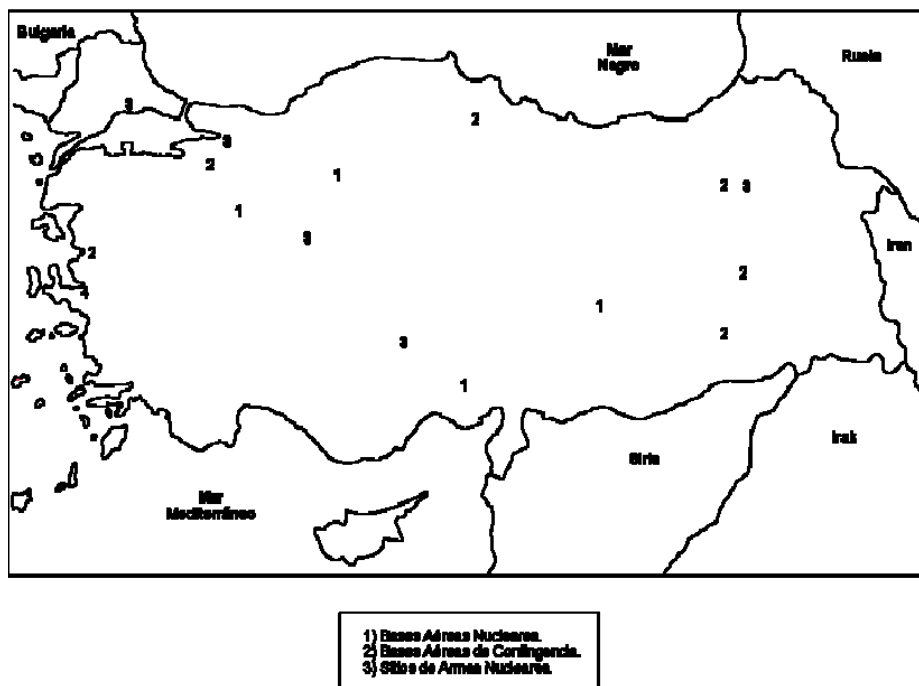 Bulgaria
Mar
Negro
Rusia
3
2
3
2
1
2 3
1
3
Iran
2
2
4
1
2
3
1
Siria
Irak
Mar
Mediterráneo
1) Bases Aéreas Nucleares.
2) Bases Aéreas de Contingencia.
3) Sitios de Armas Nucleares.